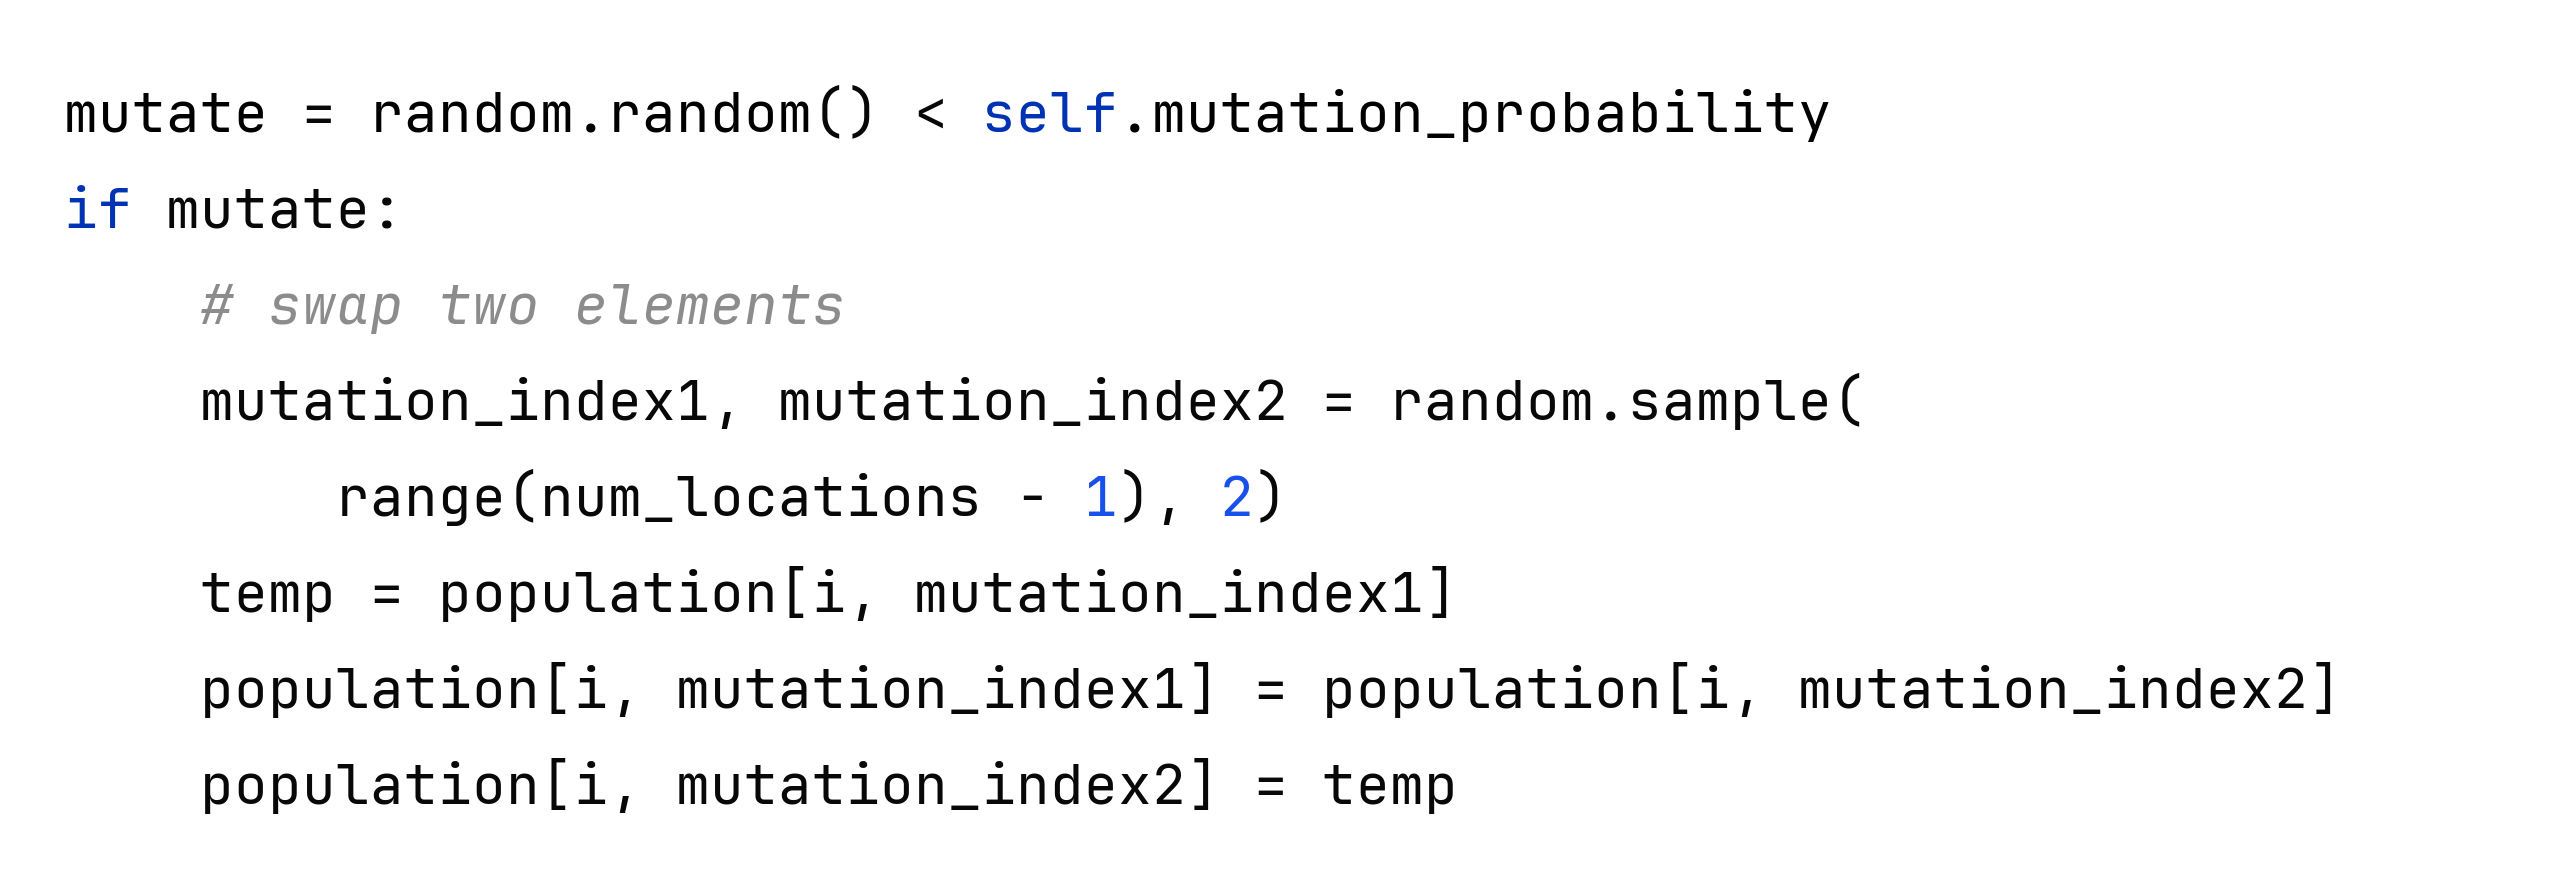 mutate = random.random() < self.mutation_probability
if mutate:
    # swap two elements
    mutation_index1, mutation_index2 = random.sample(
        range(num_locations - 1), 2)
    temp = population[i, mutation_index1]
    population[i, mutation_index1] = population[i, mutation_index2]
    population[i, mutation_index2] = temp